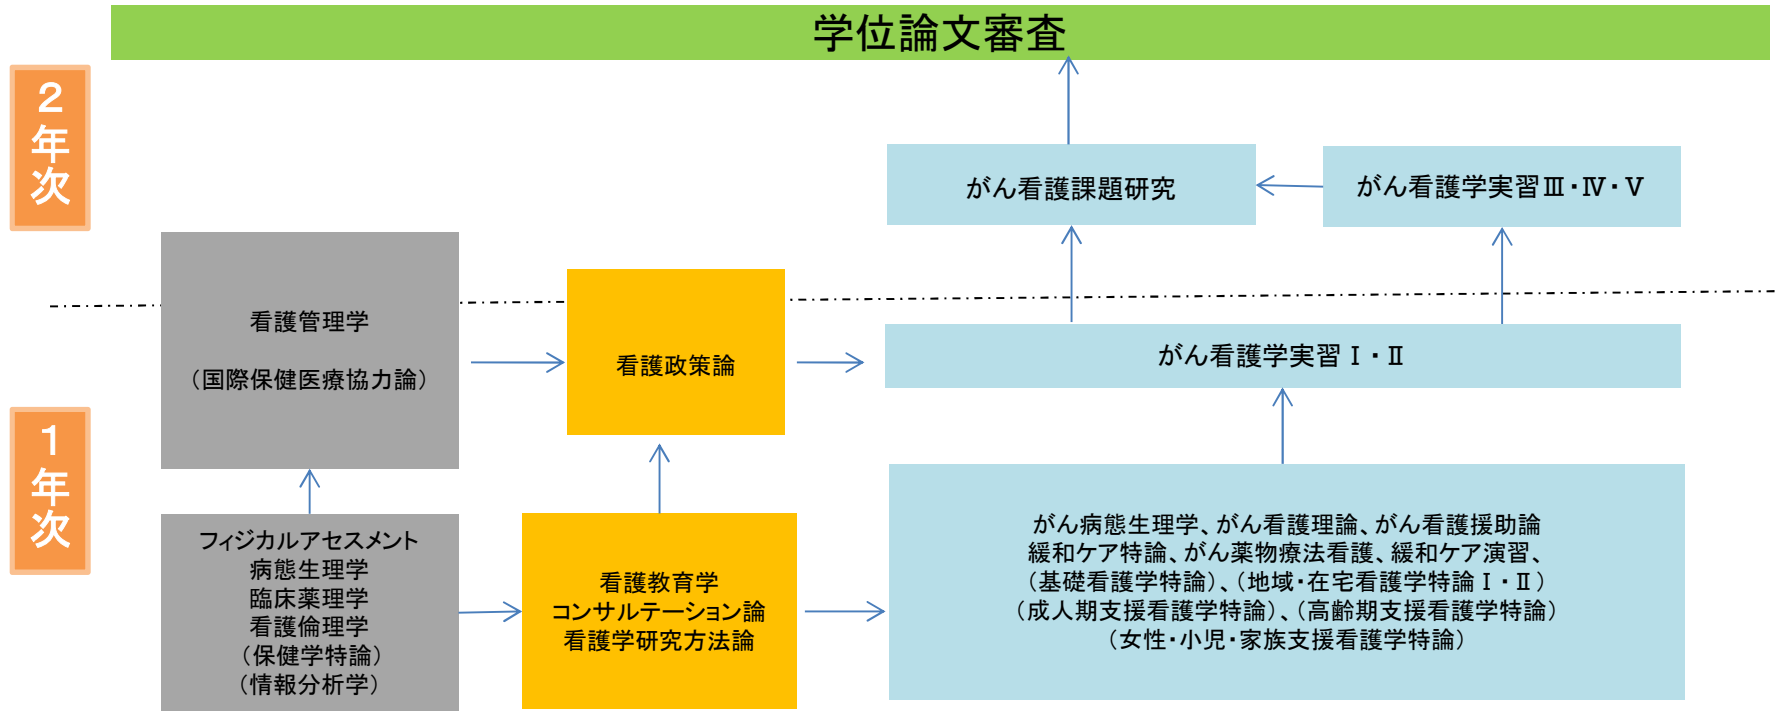 学位論文審査
2
年
次
がん看護課題研究
がん看護学実習Ⅲ・Ⅳ・Ⅴ
看護管理学
（国際保健医療協力論）
看護政策論
がん看護学実習Ⅰ・Ⅱ
1
年
次
フィジカルアセスメント
病態生理学
臨床薬理学
看護倫理学
（保健学特論）
（情報分析学）
看護教育学
コンサルテーション論
看護学研究方法論
がん病態生理学、がん看護理論、がん看護援助論
緩和ケア特論、がん薬物療法看護、緩和ケア演習、
（基礎看護学特論）、（地域・在宅看護学特論Ⅰ・Ⅱ）
（成人期支援看護学特論）、（高齢期支援看護学特論）
（女性・小児・家族支援看護学特論）